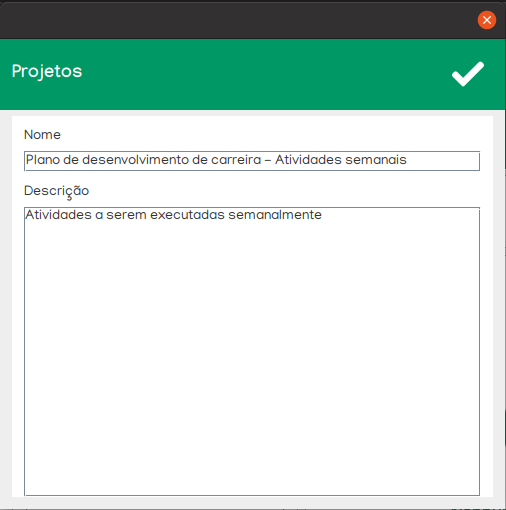 Projetos
Nome
Plano de desenvolvimento de carreira - Atividades semanais
Descrição
Atividades a serem executadas semanalmente